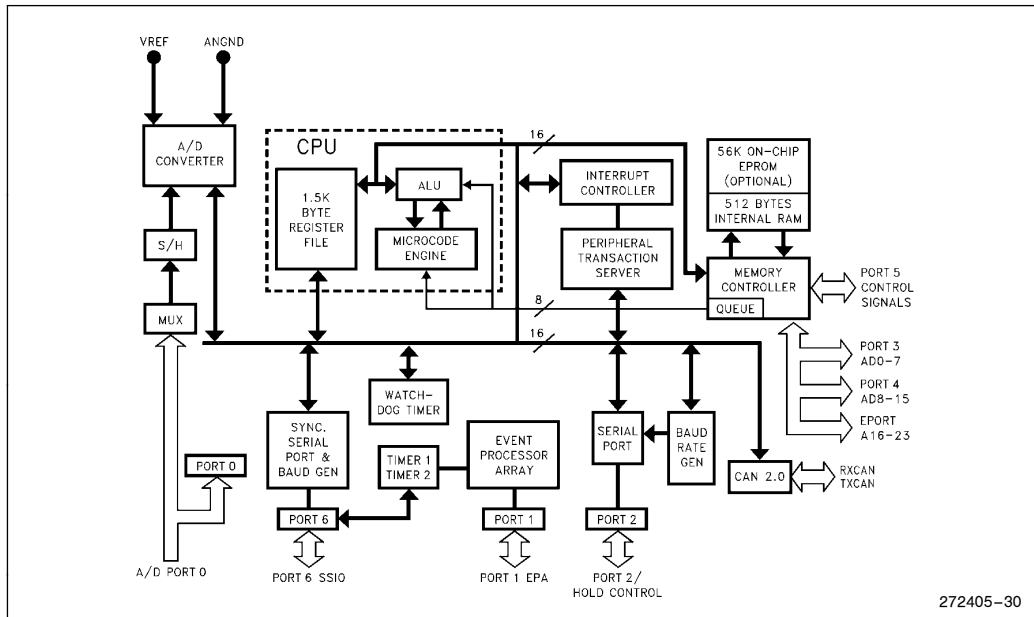 VREF
ANGND
A/D
CONVERTER
S/H
MUX
PORT 0
A/D PORT 0
CPU
1.5K
BYTE
REGISTER
FILE
ALU
MICROCODE
ENGINE
16
8
16
INTERRUPT
CONTROLLER
PERIPHERAL
TRANSACTION
SERVER
56K ON-CHIP
EPROM
(OPTIONAL)
512 BYTES
INTERNAL RAM
MEMORY
CONTROLLER
QUEUE
PORT 5
CONTROL
SIGNALS
PORT 3
AD0-7
PORT 4
AD8-15
EPORT
A16-23
WATCH-
DOG TIMER
SYNC.
SERIAL
PORT &
BAUD GEN
TIMER 1
TIMER 2
EVENT
PROCESSOR
ARRAY
SERIAL
PORT
BAUD
RATE
GEN
CAN 2.0
RXCAN
TXCAN
PORT 6
PORT 1
PORT 2
PORT 6 SSIO
PORT 1 EPA
PORT 2/
HOLD CONTROL
272405-30